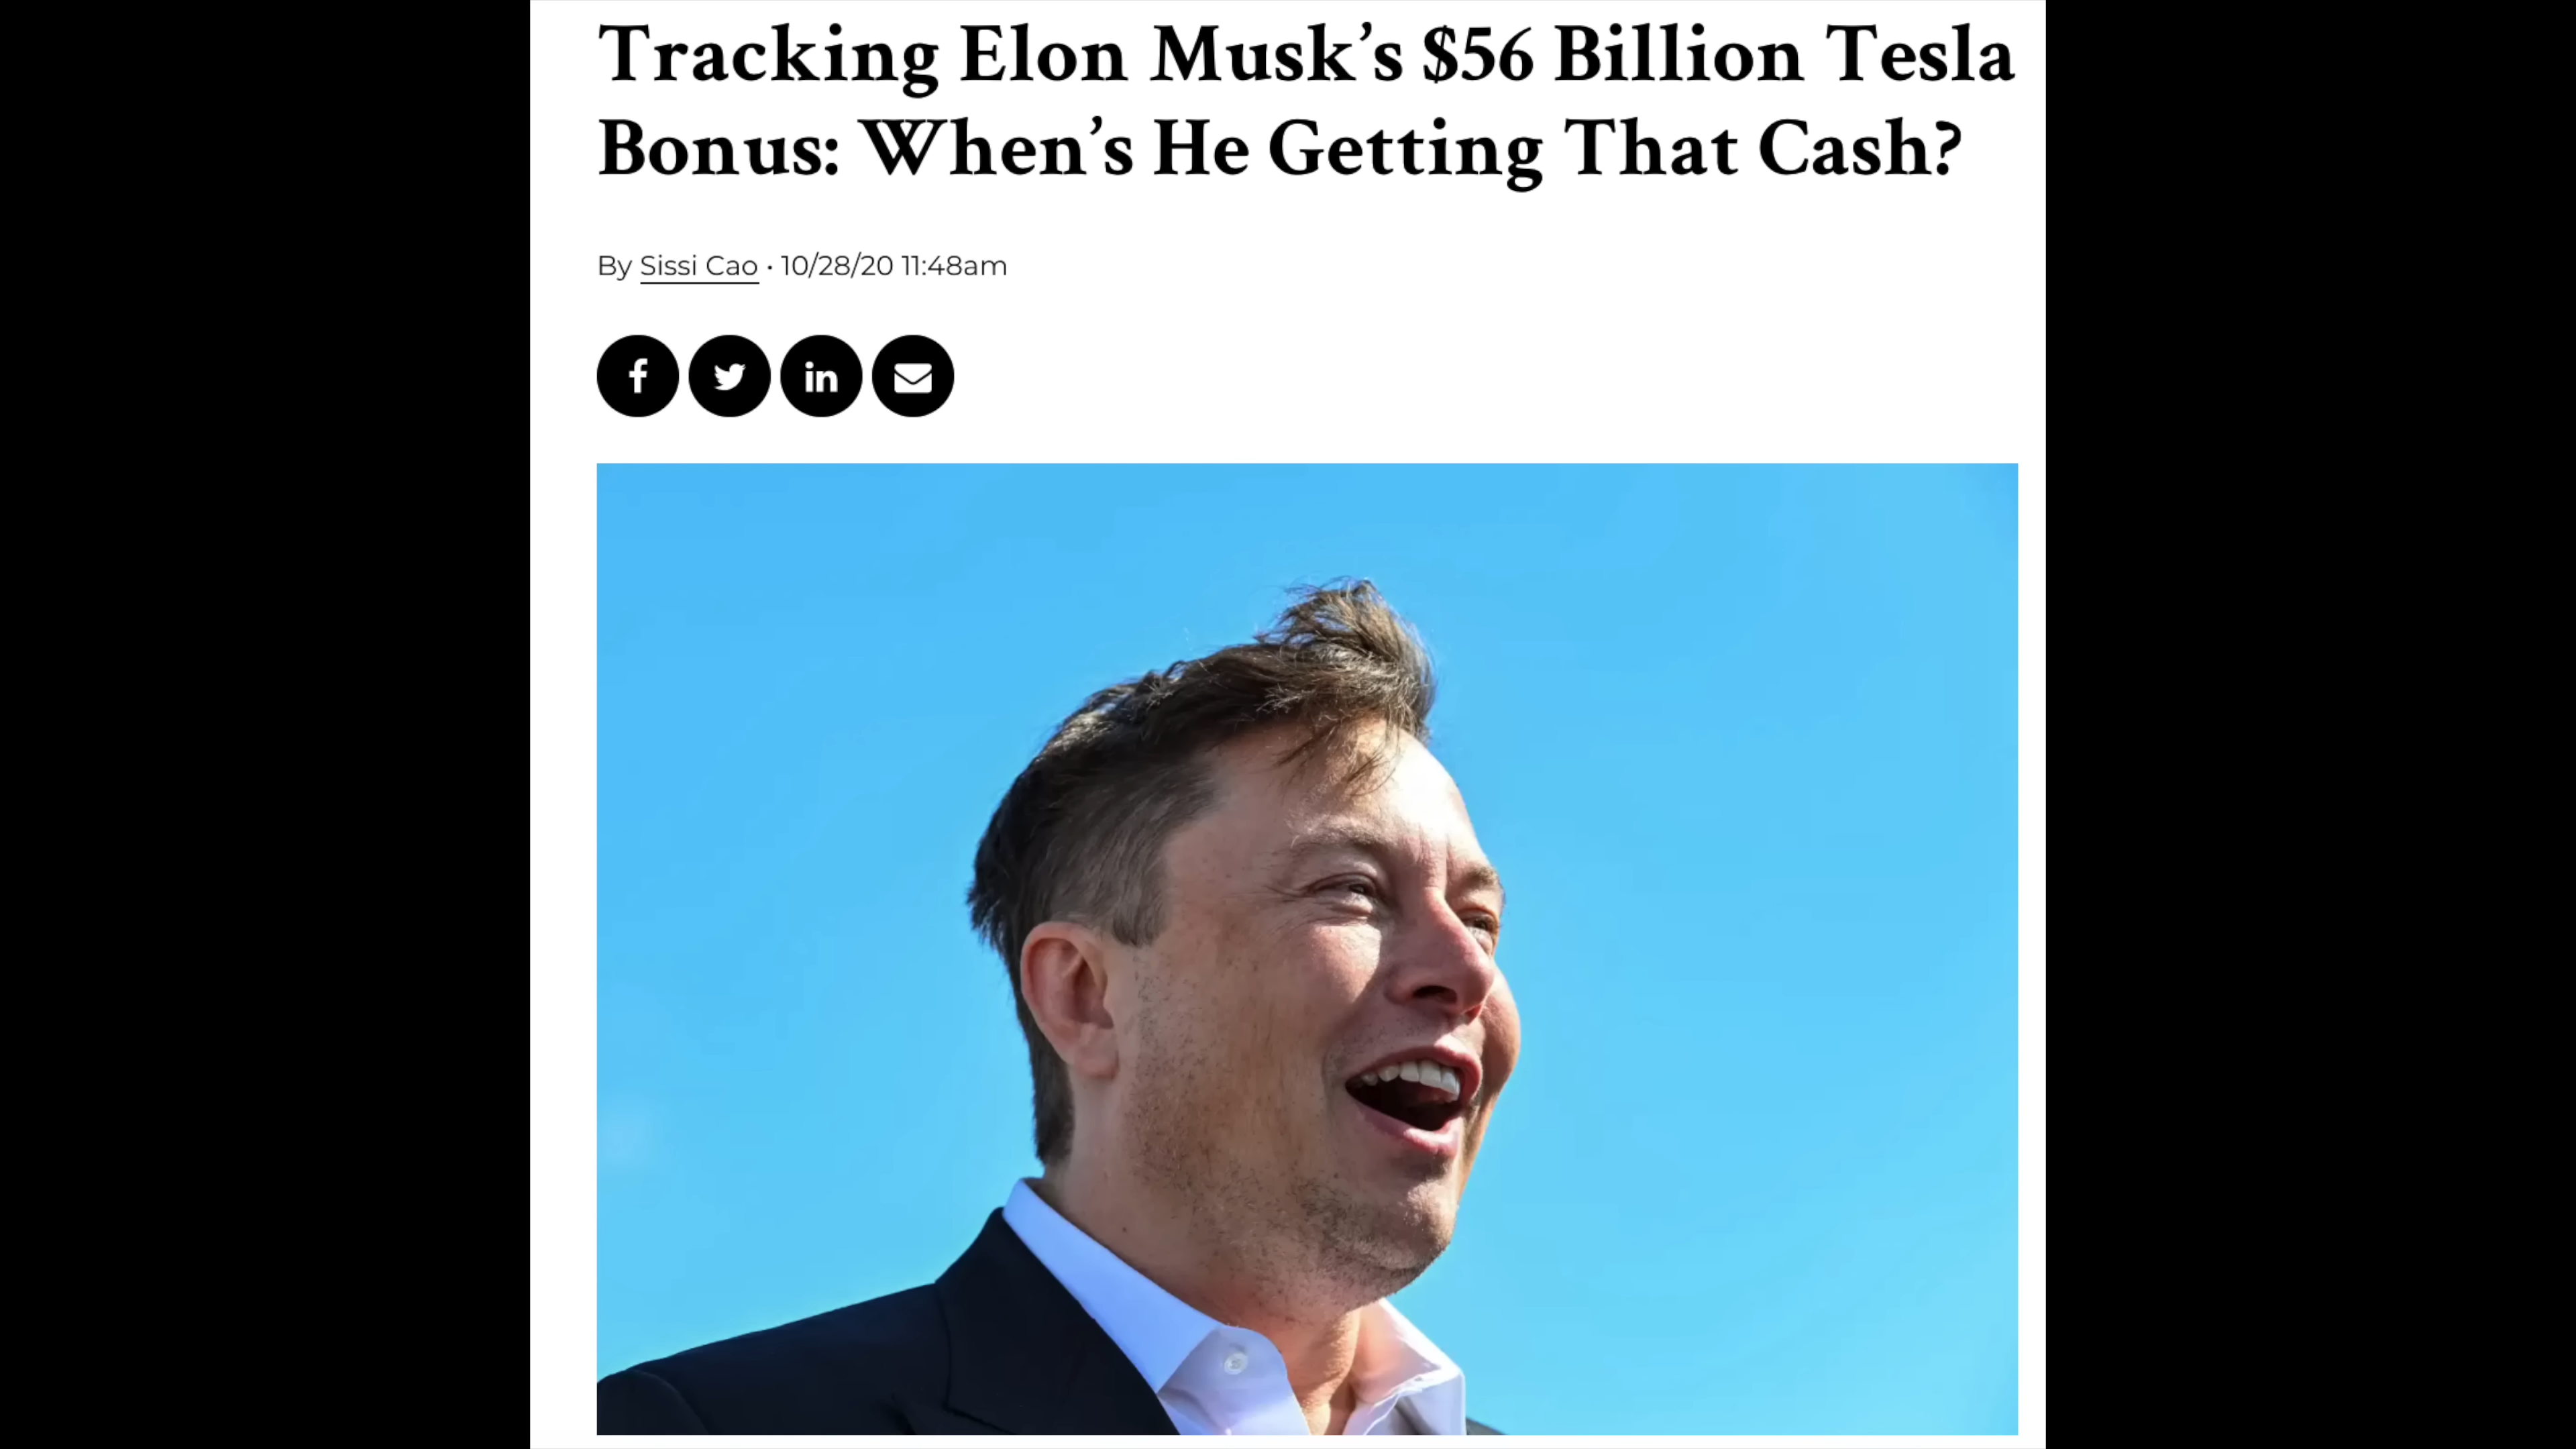 Tracking Elon Musk’s $56 Billion Tesla
Bonus: When’s He Getting That Cash?
By Sissi Cao · 10/28/20 11:48am